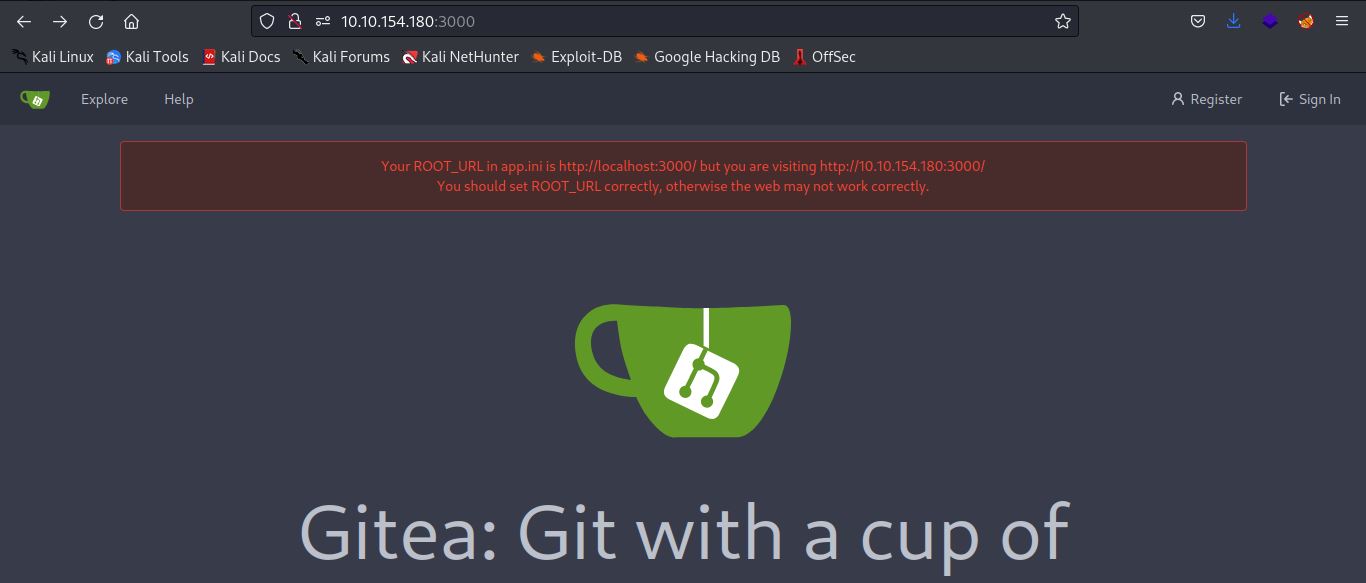 10.10.154.180:3000
Kali Linux Kali Tools Kali Docs Kali Forums Kali NetHunter Exploit-DB Google Hacking DB OffSec
Explore Help Register Sign In
Your ROOT_URL in app.ini is http://localhost:3000/ but you are visiting http://10.10.154.180:3000/
You should set ROOT_URL correctly, otherwise the web may not work correctly.
Gitea: Git with a cup of